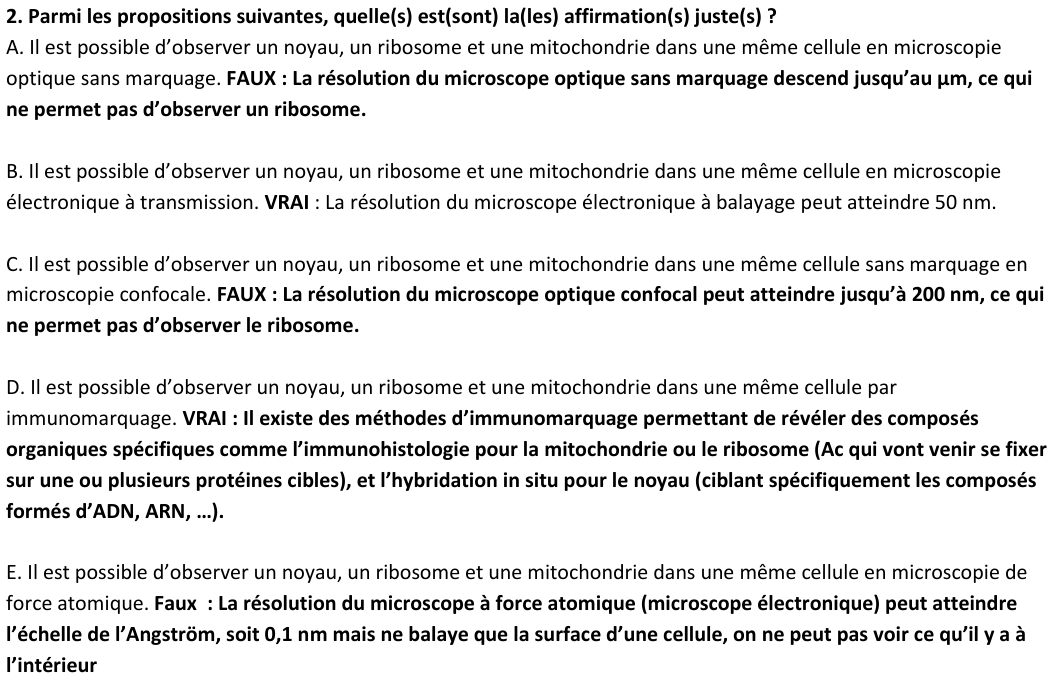 2. Parmi les propositions suivantes, quelle(s) est(sont) la(les) affirmation(s) juste(s) ?
A. Il est possible d’observer un noyau, un ribosome et une mitochondrie dans une même cellule en microscopie
optique sans marquage. FAUX : La résolution du microscope optique sans marquage descend jusqu’au µm, ce qui
ne permet pas d’observer un ribosome.
B. Il est possible d’observer un noyau, un ribosome et une mitochondrie dans une même cellule en microscopie
électronique à transmission. VRAI : La résolution du microscope électronique à balayage peut atteindre 50 nm.
C. Il est possible d’observer un noyau, un ribosome et une mitochondrie dans une même cellule sans marquage en
microscopie confocale. FAUX : La résolution du microscope optique confocal peut atteindre jusqu’à 200 nm, ce qui
ne permet pas d’observer le ribosome.
D. Il est possible d’observer un noyau, un ribosome et une mitochondrie dans une même cellule par
immunomarquage. VRAI : Il existe des méthodes d’immunomarquage permettant de révéler des composés
organiques spécifiques comme l’immunohistologie pour la mitochondrie ou le ribosome (Ac qui vont venir se fixer
sur une ou plusieurs protéines cibles), et l’hybridation in situ pour le noyau (ciblant spécifiquement les composés
formés d’ADN, ARN, …).
E. Il est possible d’observer un noyau, un ribosome et une mitochondrie dans une même cellule en microscopie de
force atomique. Faux  : La résolution du microscope à force atomique (microscope électronique) peut atteindre
l’échelle de l’Angström, soit 0,1 nm mais ne balaye que la surface d’une cellule, on ne peut pas voir ce qu’il y a à
l’intérieur